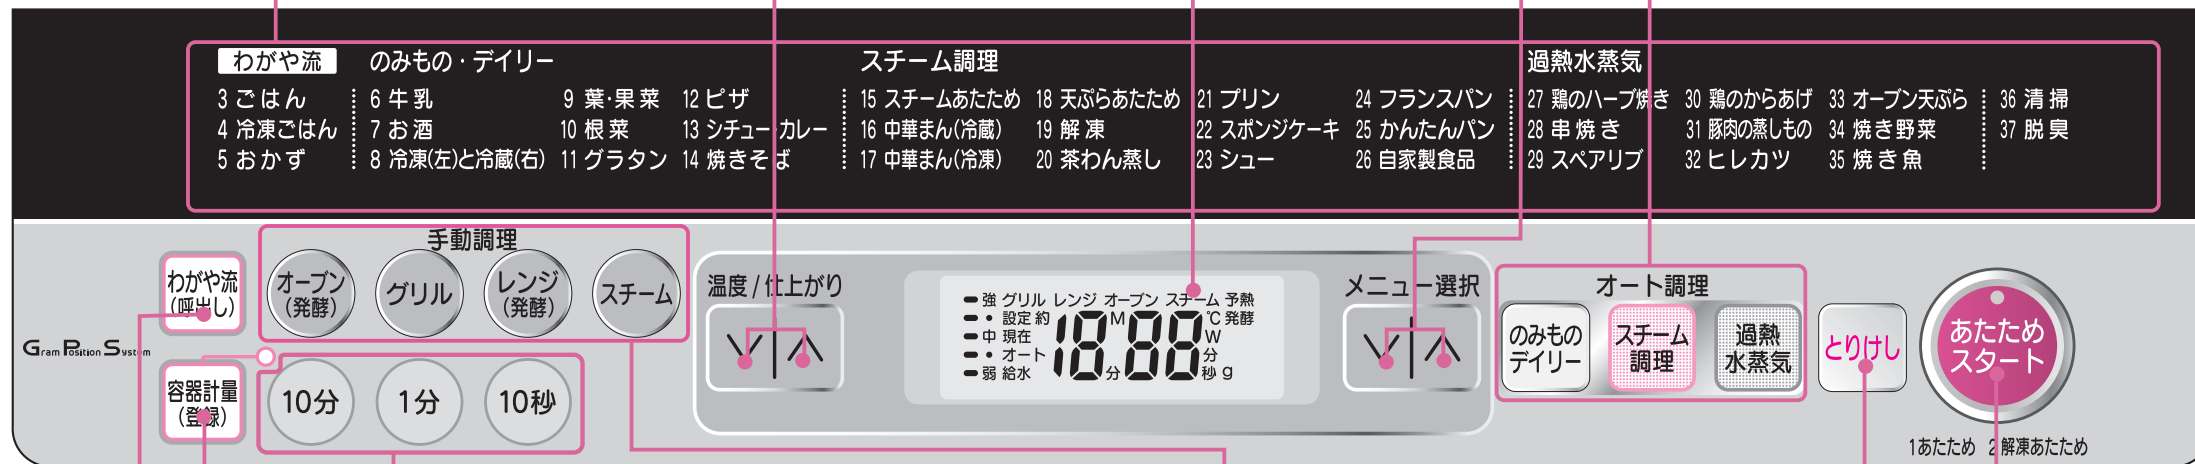 わがや流 のみもの・デイリー スチーム調理 過熱水蒸気
3 ごはん 6 牛乳 9 葉・果菜 12 ピザ 15 スチームあたため 18 天ぷらあたため 21 プリン 24 フランスパン 27 鶏のハーブ焼き 30 鶏のからあげ 33 オーブン天ぷら 36 清掃
4 冷凍ごはん 7 お酒 10 根菜 13 シチュー・カレー 16 中華まん(冷蔵) 19 解凍 22 スポンジケーキ 25 かんたんパン 28 串焼き 31 豚肉の蒸しもの 34 焼き野菜 37 脱臭
5 おかず 8 冷凍(左)と冷蔵(右) 11 グラタン 14 焼きそば 17 中華まん(冷凍) 20 茶わん蒸し 23 シュー 26 自家製食品 29 スペアリブ 32 ヒレカツ 35 焼き魚
わがや流
(呼出し)
Gram Position System
容器計量
(登録)
手動調理
オーブン
(発酵)
グリル
レンジ
(発酵)
スチーム
10分
1分
10秒
温度/仕上がり
強 グリル レンジ オーブン スチーム 予熱
・ 設定 約 M ℃ 発酵
中 現在 18 88 W
・ オート 分
弱 給水 分 秒 g
メニュー選択
オート調理
のみもの
デイリー
スチーム
調理
過熱
水蒸気
とりけし
あたため
スタート
1あたため 2解凍あたため